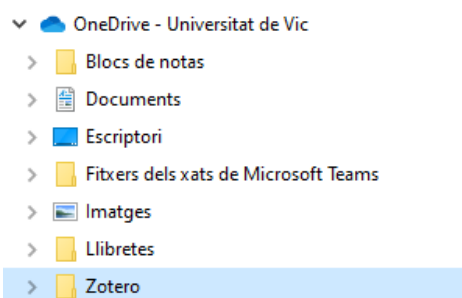 OneDrive - Universitat de Vic
Blocs de notas
Documents
Escriptori
Fitxers dels xats de Microsoft Teams
Imatges
Llibretes
Zotero